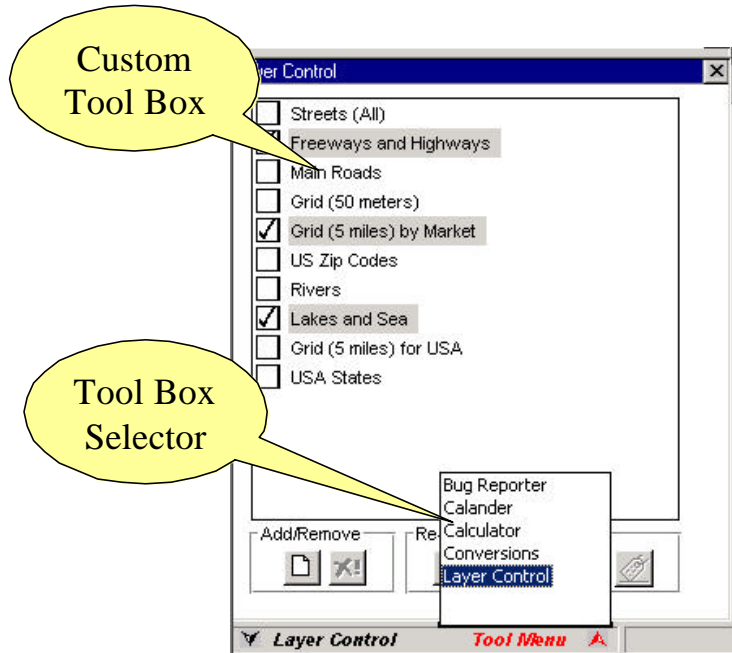 Custom
Tool Box
yer Control
Streets (All)
Freeways and Highways
Main Roads
Grid (50 meters)
Grid (5 miles) by Market
US Zip Codes
Rivers
Lakes and Sea
Grid (5 miles) for USA
USA States
Tool Box
Selector
Bug Reporter
Calander
Calculator
Conversions
Layer Control
Add/Remove
Re-
Layer Control
Tool Menu